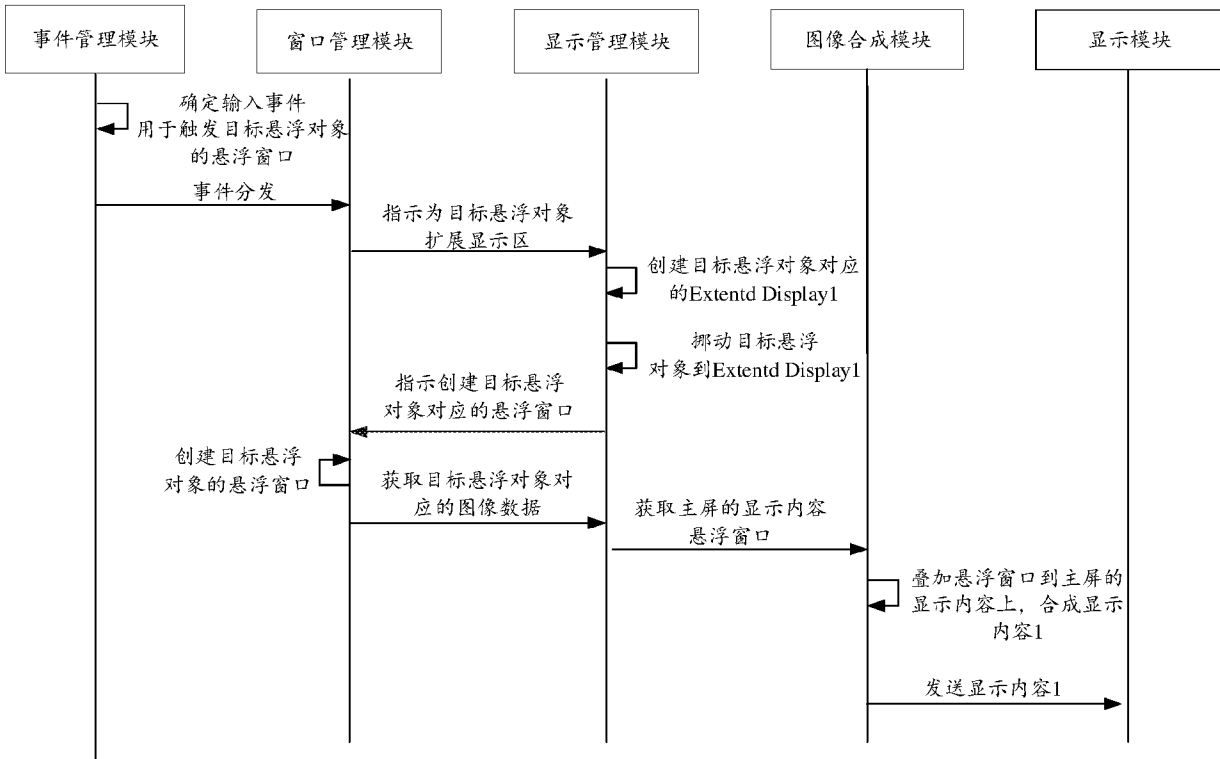 事件管理模块
窗口管理模块
显示管理模块
图像合成模块
显示模块
确定输入事件
用于触发目标悬浮对象
的悬浮窗口
事件分发
指示为目标悬浮对象
扩展显示区
创建目标悬浮对象对应
的Extentd Display1
挪动目标悬浮
对象到Extentd Display1
指示创建目标悬浮
对象对应的悬浮窗口
创建目标悬浮
对象的悬浮窗口
获取目标悬浮对象对
应的图像数据
获取主屏的显示内容
悬浮窗口
叠加悬浮窗口到主屏的
显示内容上，合成显示
内容1
发送显示内容1